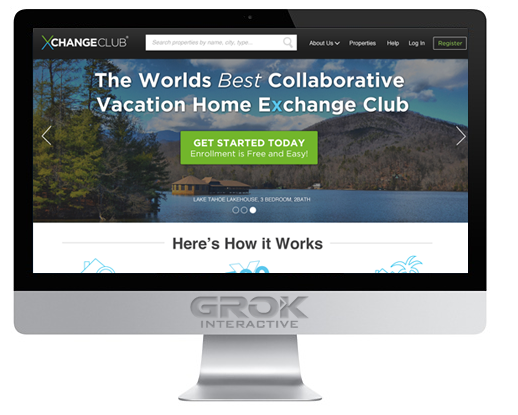 XCHANGECLUB
Search properties by name, city, type...
About Us
Properties
Help
Log In
Register
The Worlds Best Collaborative
Vacation Home Exchange Club
GET STARTED TODAY
Enrollment is Free and Easy!
LAKE TAHOE LAKEHOUSE, 3 BEDROOM, 2BATH
Here's How it Works
GROK
INTERACTIVE